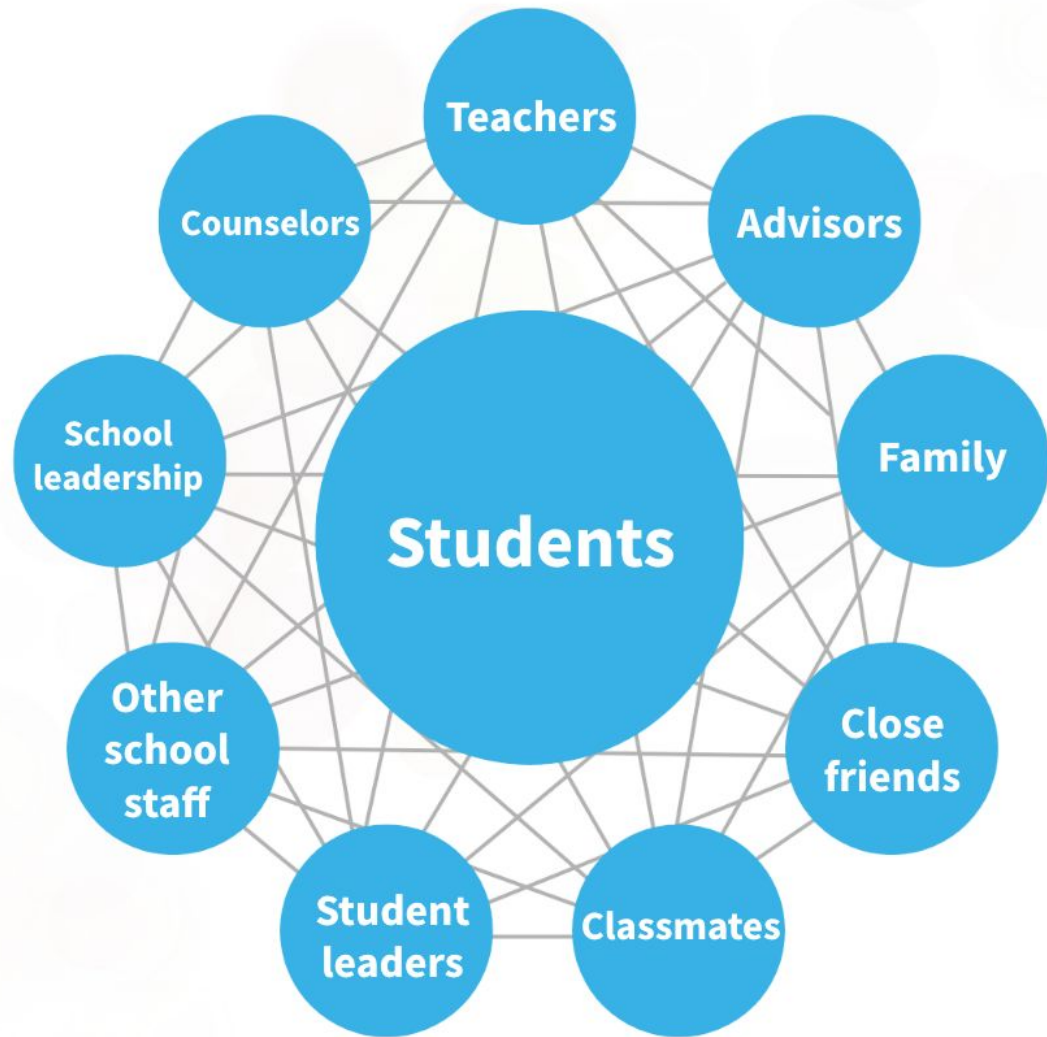 Teachers
Counselors
Advisors
School
leadership
Family
Students
Other
school
staff
Close
friends
Student
leaders
Classmates